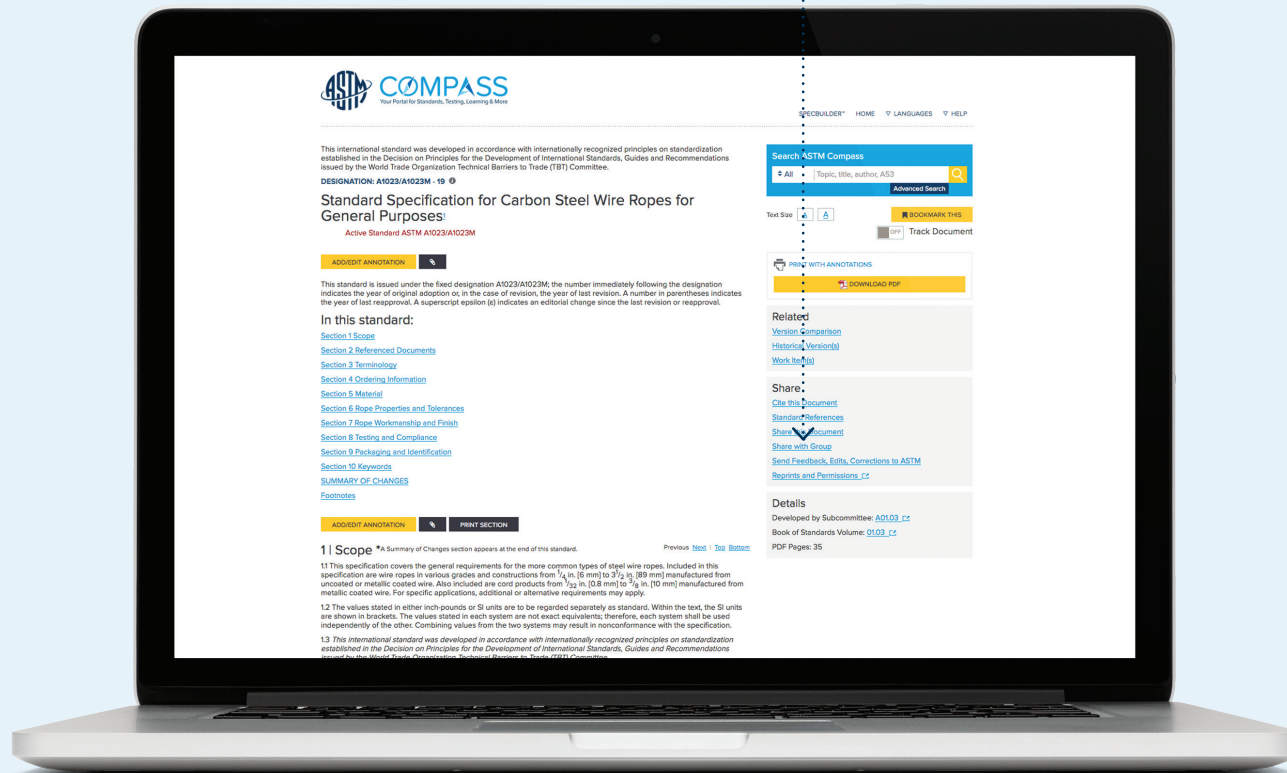 ASTM COMPASS
Your Portal for Standards, Testing, Learning & More
SPECBUILDER® HOME ∇ LANGUAGES ∇ HELP
This international standard was developed in accordance with internationally recognized principles on standardization
established in the Decision on Principles for the Development of International Standards, Guides and Recommendations
issued by the World Trade Organization Technical Barriers to Trade (TBT) Committee.
DESIGNATION: A1023/A1023M - 19
Standard Specification for Carbon Steel Wire Ropes for
General Purposes¹
Active Standard ASTM A1023/A1023M
ADD/EDIT ANNOTATION
This standard is issued under the fixed designation A1023/A1023M; the number immediately following the designation
indicates the year of original adoption or, in the case of revision, the year of last revision. A number in parentheses indicates
the year of last reapproval. A superscript epsilon (ε) indicates an editorial change since the last revision or reapproval.
In this standard:
Section 1 Scope
Section 2 Referenced Documents
Section 3 Terminology
Section 4 Ordering Information
Section 5 Material
Section 6 Rope Properties and Tolerances
Section 7 Rope Workmanship and Finish
Section 8 Testing and Compliance
Section 9 Packaging and Identification
Section 10 Keywords
SUMMARY OF CHANGES
Footnotes
ADD/EDIT ANNOTATION PRINT SECTION
1 | Scope *A Summary of Changes section appears at the end of this standard. Previous Next | Top Bottom
1.1 This specification covers the general requirements for the more common types of steel wire ropes. Included in this
specification are wire ropes in various grades and constructions from 1/4 in. [6 mm] to 3 1/2 in. [89 mm] manufactured from
uncoated or metallic coated wire. Also included are cord products from 1/32 in. [0.8 mm] to 3/8 in. [10 mm] manufactured from
metallic coated wire. For specific applications, additional or alternative requirements may apply.
1.2 The values stated in either inch-pounds or SI units are to be regarded separately as standard. Within the text, the SI units
are shown in brackets. The values stated in each system are not exact equivalents; therefore, each system shall be used
independently of the other. Combining values from the two systems may result in nonconformance with the specification.
1.3 This international standard was developed in accordance with internationally recognized principles on standardization
established in the Decision on Principles for the Development of International Standards, Guides and Recommendations
issued by the World Trade Organization Technical Barriers to Trade (TBT) Committee.
Search ASTM Compass
All Topic, title, author, A53
Advanced Search
Text Size A A BOOKMARK THIS
OFF Track Document
PRINT WITH ANNOTATIONS
DOWNLOAD PDF
Related
Version Comparison
Historical Version(s)
Work Item(s)
Share
Cite this Document
Standard References
Share this Document
Share with Group
Send Feedback, Edits, Corrections to ASTM
Reprints and Permissions
Details
Developed by Subcommittee: A01.03
Book of Standards Volume: 01.03
PDF Pages: 35